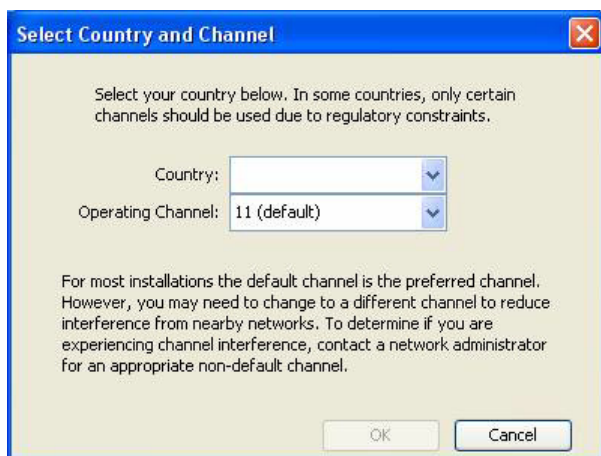 Select Country and Channel
Select your country below. In some countries, only certain
channels should be used due to regulatory constraints.
Country:
Operating Channel: 11 (default)
For most installations the default channel is the preferred channel.
However, you may need to change to a different channel to reduce
interference from nearby networks. To determine if you are
experiencing channel interference, contact a network administrator
for an appropriate non-default channel.
OK Cancel